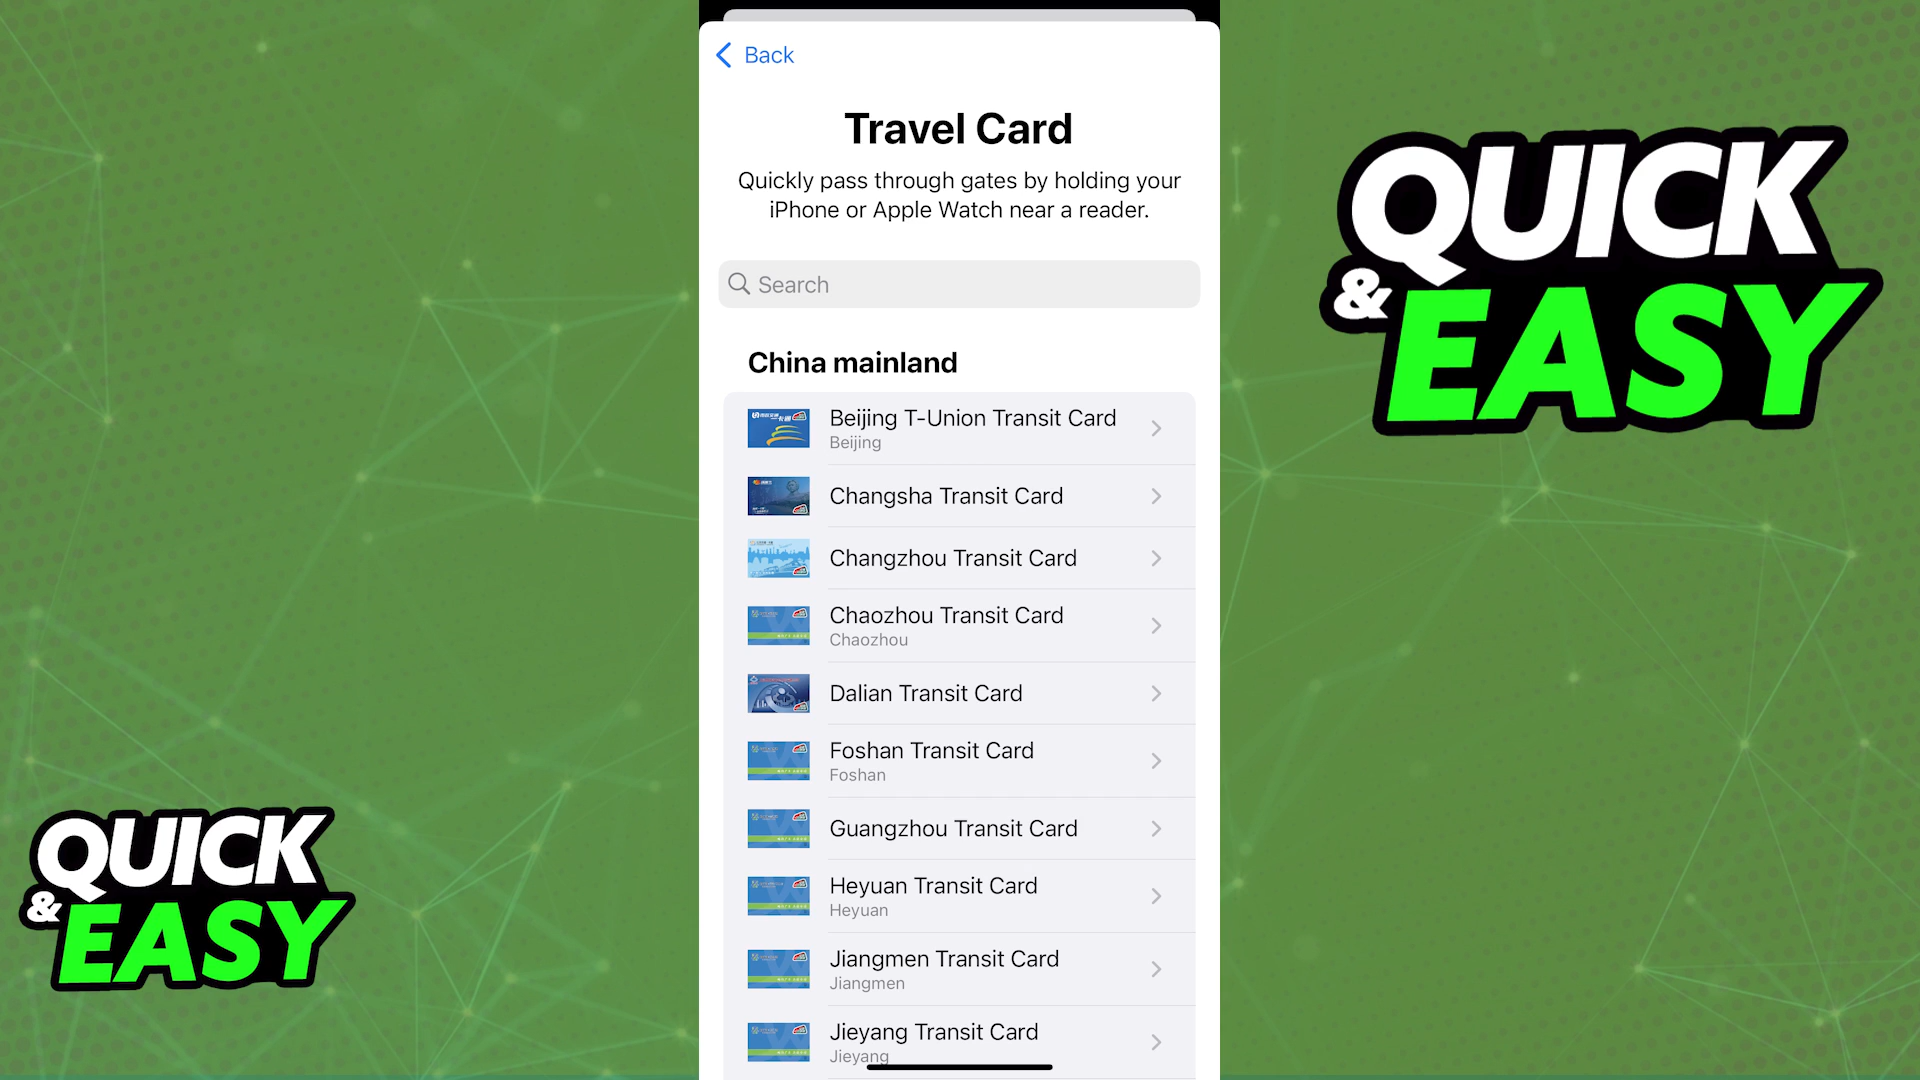 Back
Travel Card
Quickly pass through gates by holding your
iPhone or Apple Watch near a reader.
Search
China mainland
Beijing T-Union Transit Card
Beijing
Changsha Transit Card
Changzhou Transit Card
Chaozhou Transit Card
Chaozhou
Dalian Transit Card
Foshan Transit Card
Foshan
Guangzhou Transit Card
Heyuan Transit Card
Heyuan
Jiangmen Transit Card
Jiangmen
Jieyang Transit Card
Jieyang
QUICK
& EASY
QUICK
& EASY